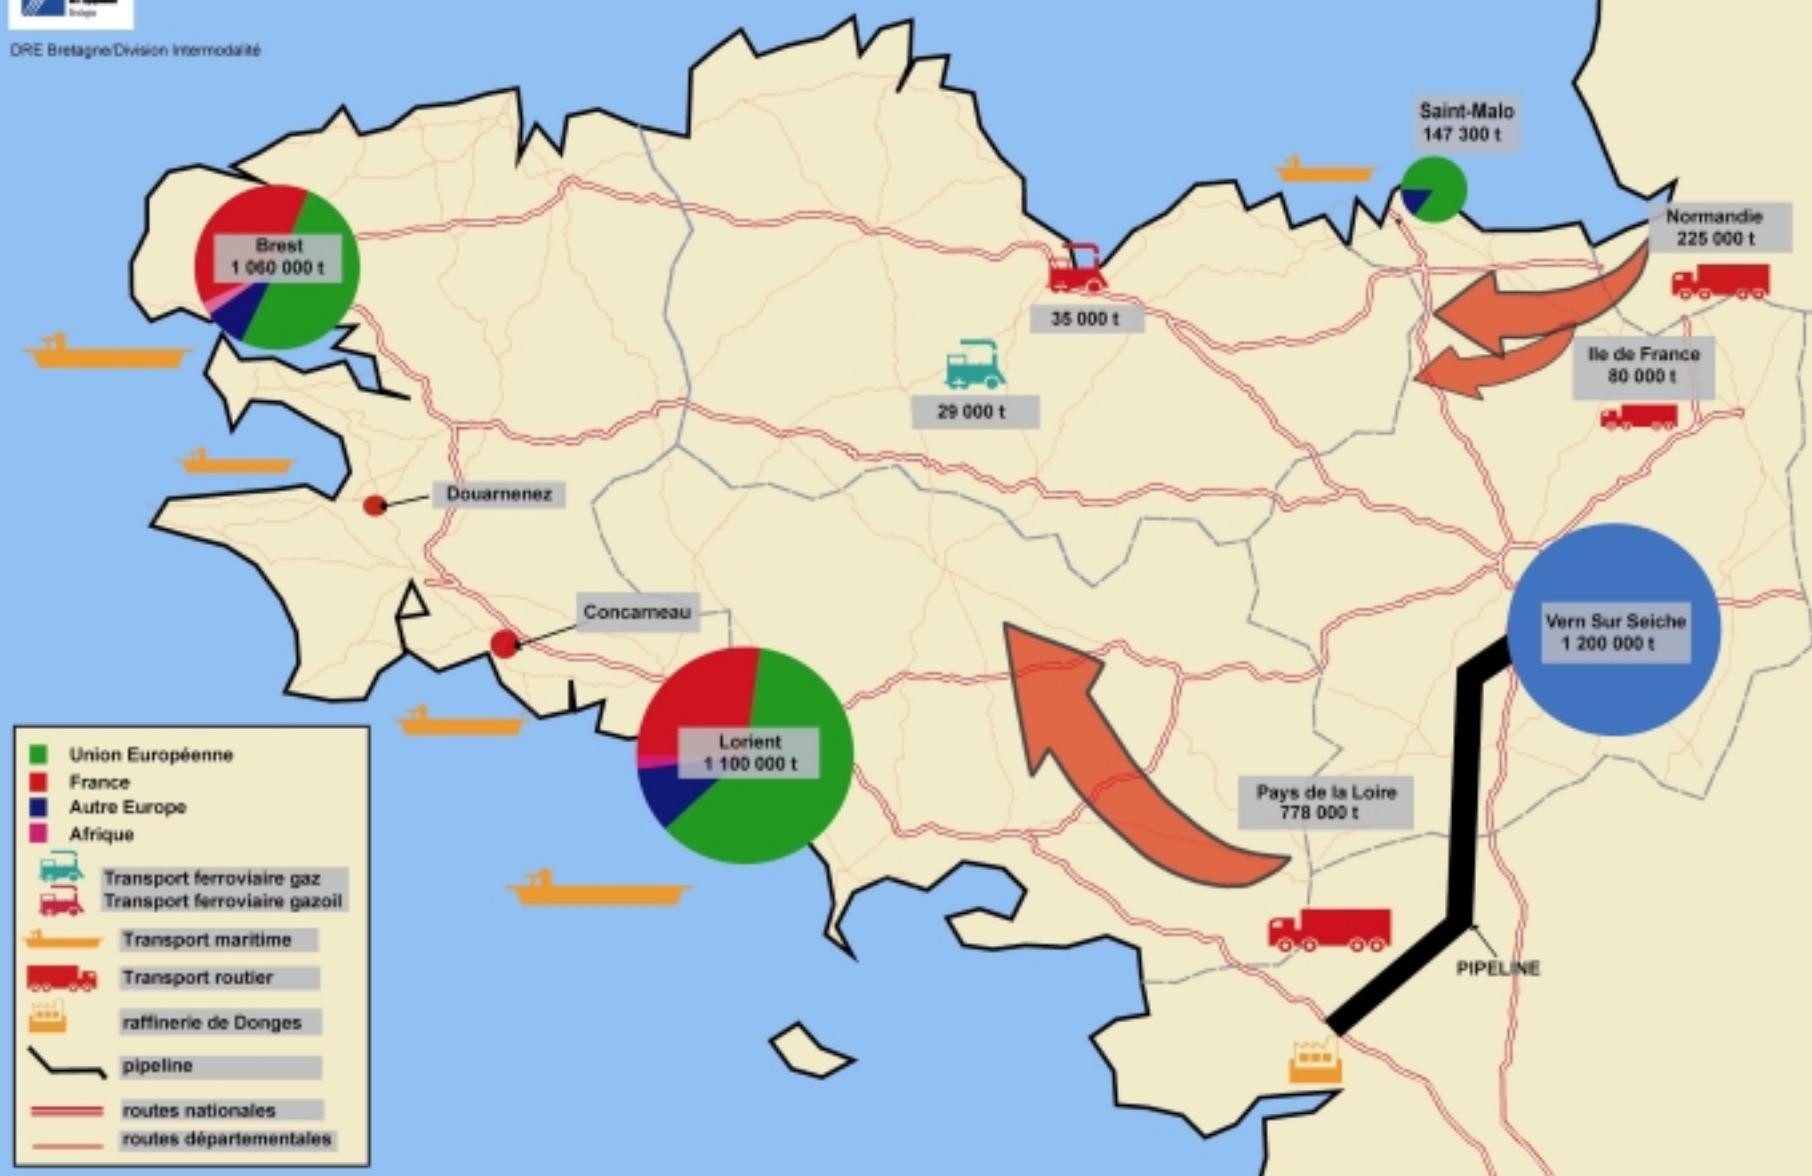 Bretagne
DRE Bretagne/Division Intermodalité
Saint-Malo
147 300 t
Normandie
225 000 t
Brest
1 060 000 t
35 000 t
Ile de France
80 000 t
29 000 t
Douarnenez
Concarneau
Vern Sur Seiche
1 200 000 t
Lorient
1 100 000 t
Pays de la Loire
778 000 t
PIPELINE
Union Européenne
France
Autre Europe
Afrique
Transport ferroviaire gaz
Transport ferroviaire gazoil
Transport maritime
Transport routier
raffinerie de Donges
pipeline
routes nationales
routes départementales